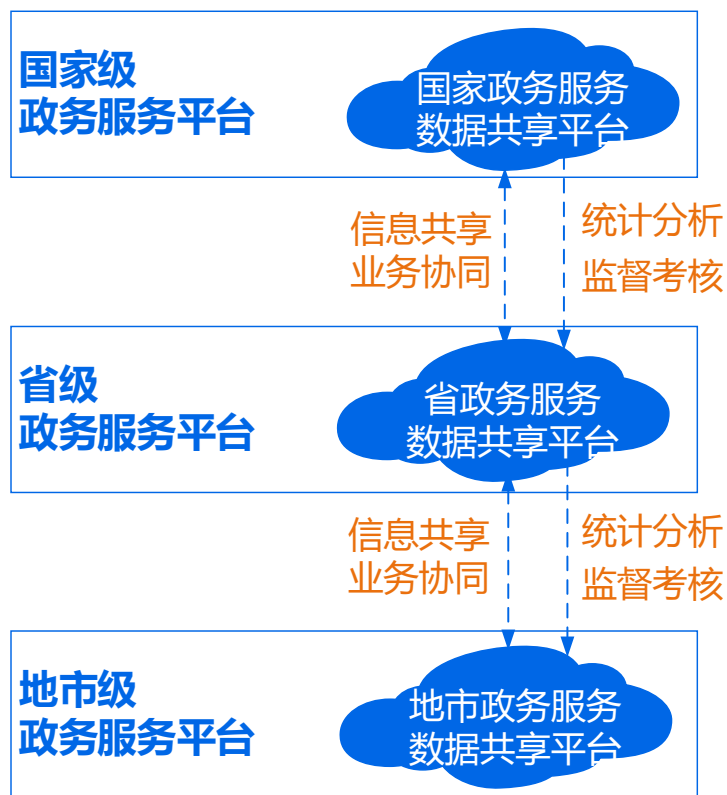 国家级
政务服务平台
国家政务服务
数据共享平台
信息共享
业务协同
统计分析
监督考核
省级
政务服务平台
省政务服务
数据共享平台
信息共享
业务协同
统计分析
监督考核
地市级
政务服务平台
地市政务服务
数据共享平台